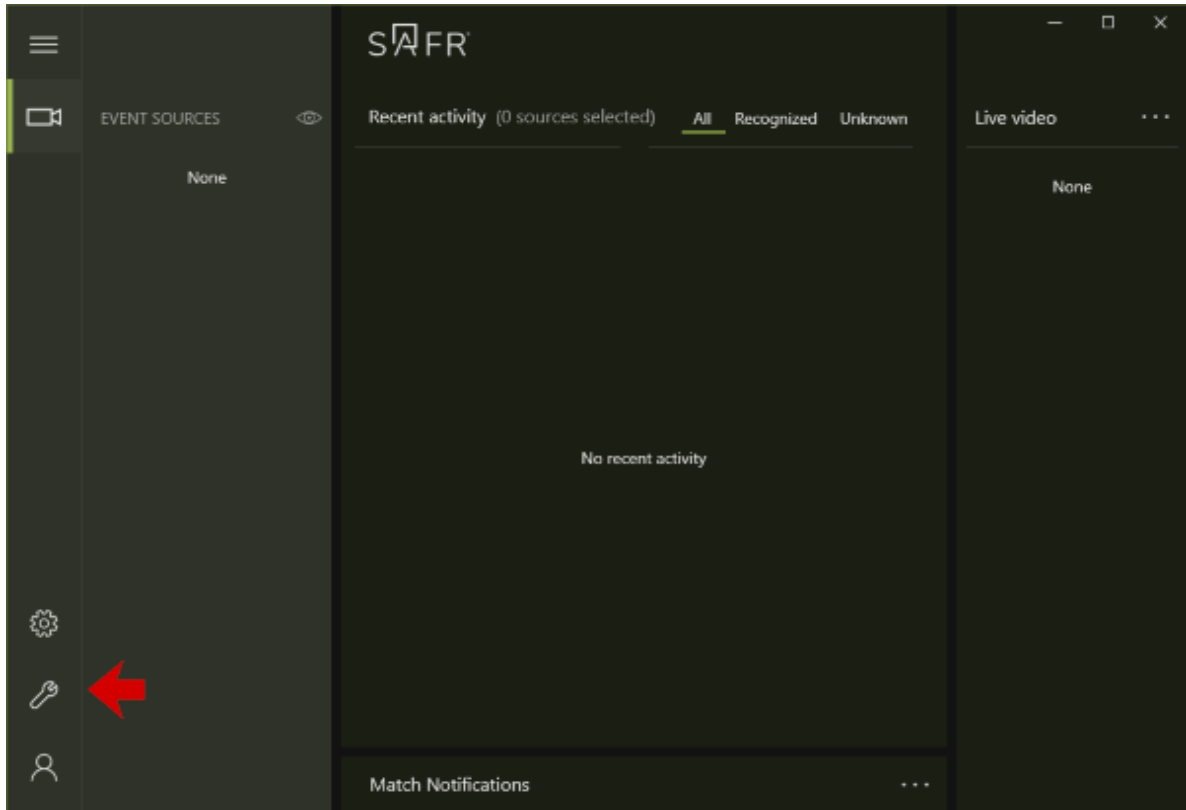 SAFR
EVENT SOURCES
None
Recent activity (0 sources selected) All Recognized Unknown
No recent activity
Match Notifications
Live video
None